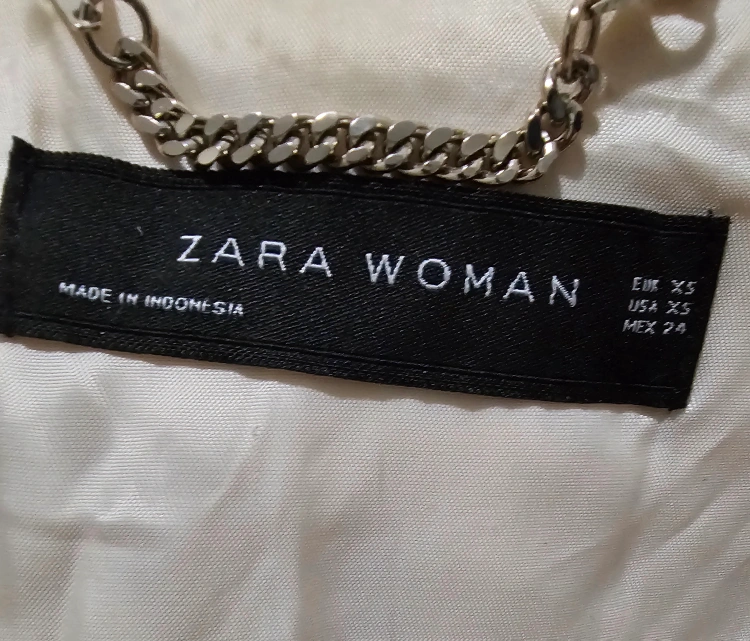 ZARA WOMAN
MADE IN INDONESIA
EUR XS
USA XS
MEX 24